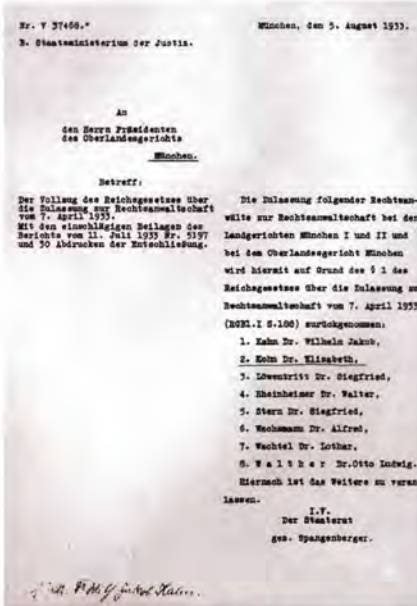 Nr. V 37468."
B. Staatsministerium der Justiz.
München, den 5. August 1933.
An
den Herrn Präsidenten
des Oberlandesgerichts
München.
Betreff:
Der Vollzug des Reichsgesetzes über
die Zulassung zur Rechtsanwaltschaft
vom 7. April 1933.
Mit den einschlägigen Beilagen des
Berichts vom 11. Juli 1933 Nr. 5197
und 30 Abdrucken der Entschließung.
Die Zulassung folgender Rechtsan-
wälte zur Rechtsanwaltschaft bei den
Landgerichten München I und II und
bei dem Oberlandesgericht München
wird hiermit auf Grund des § 1 des
Reichsgesetzes über die Zulassung zur
Rechtsanwaltschaft vom 7. April 1933
(RGBl.I S.188) zurückgenommen:
1. Kahn Dr. Wilhelm Jakob,
2. Kohn Dr. Elisabeth,
3. Löwentritt Dr. Siegfried,
4. Rheinheimer Dr. Walter,
5. Stern Dr. Siegfried,
6. Wachsmann Dr. Alfred,
7. Wachtel Dr. Lothar,
8. W a l t h e r Dr.Otto Ludwig.
Hiernach ist das Weitere zu veran
lassen.
I.V.
Der Staatsrat
gez. Spangenberger.
Jakob Kahn.